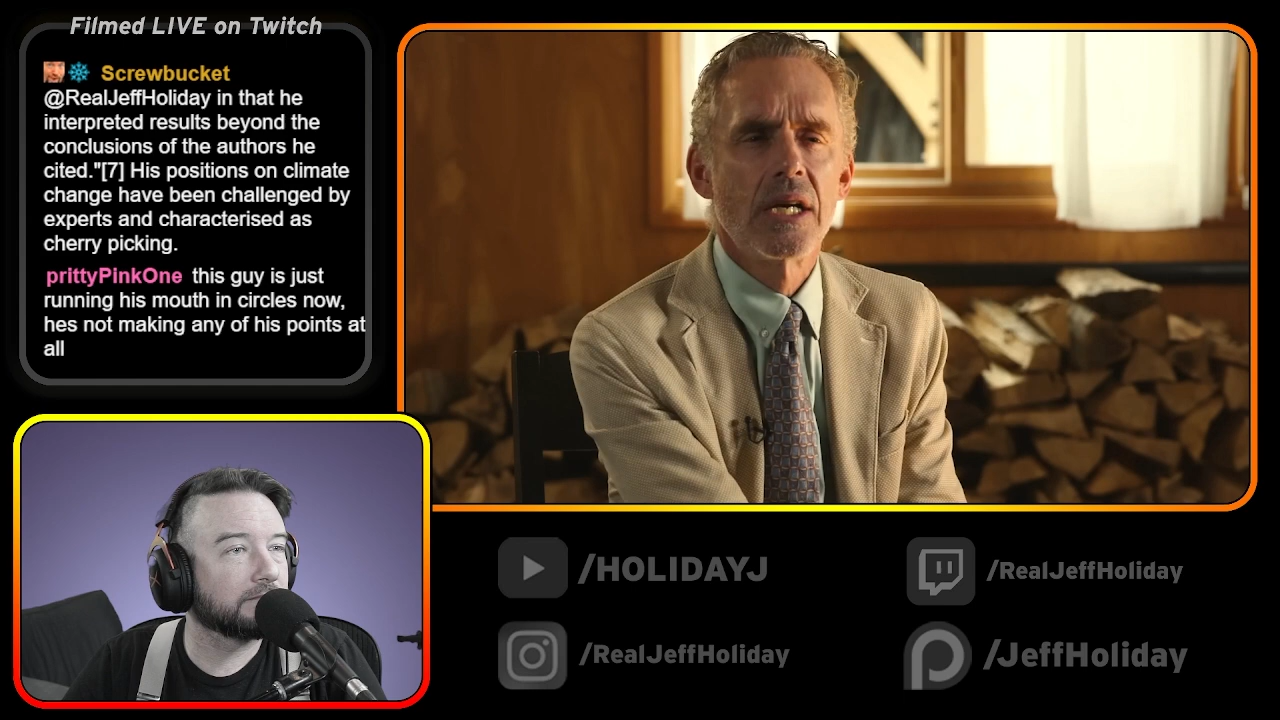 Filmed LIVE on Twitch
Screwbucket
@RealJeffHoliday in that he
interpreted results beyond the
conclusions of the authors he
cited."[7] His positions on climate
change have been challenged by
experts and characterised as
cherry picking.
prittyPinkOne this guy is just
running his mouth in circles now,
hes not making any of his points at
all
/HOLIDAYJ
/RealJeffHoliday
/RealJeffHoliday
/JeffHoliday